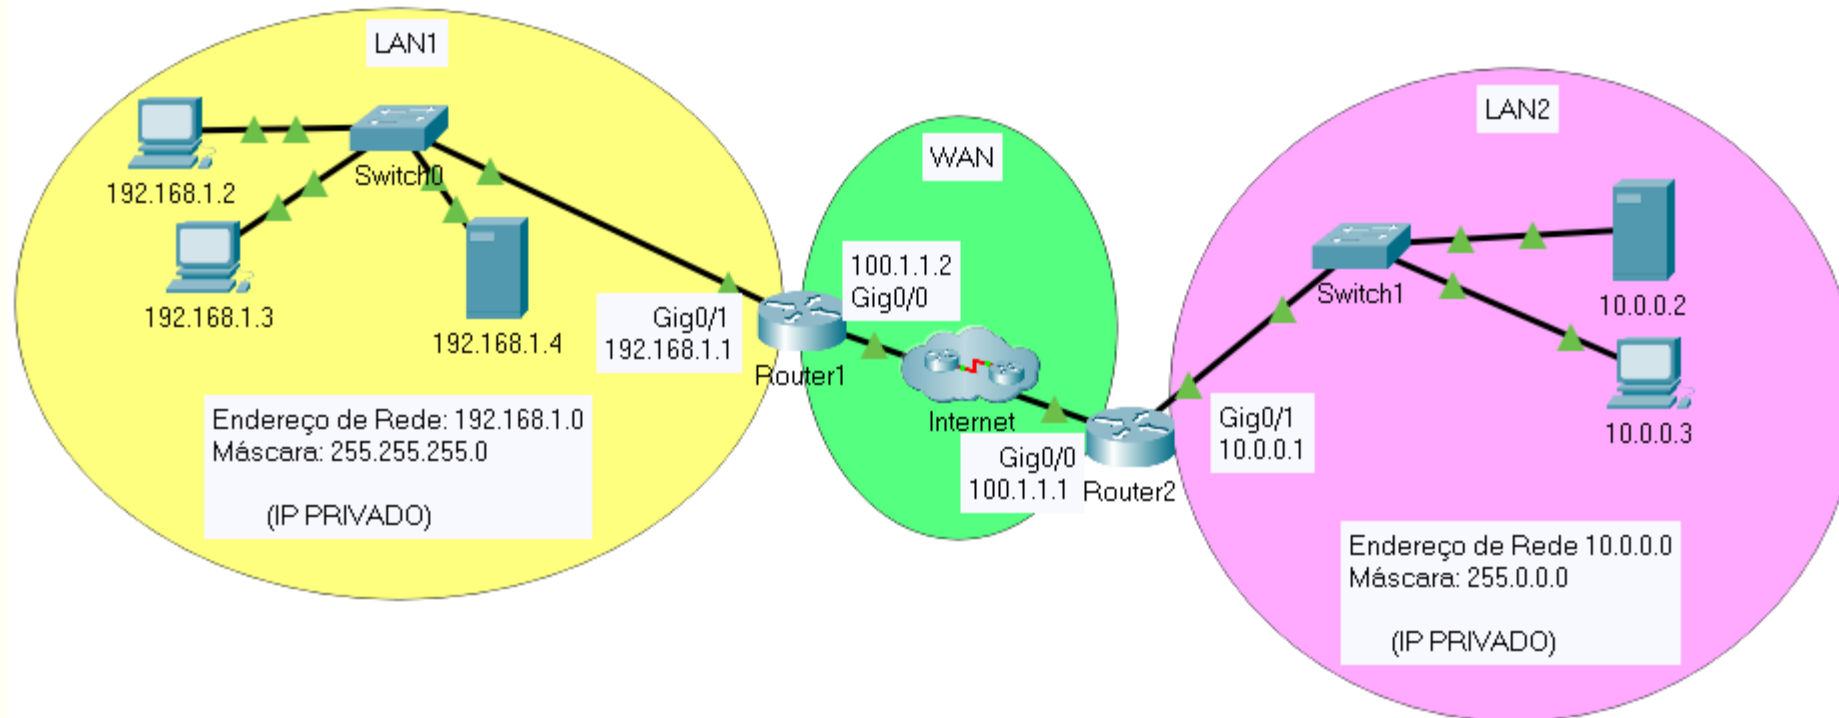 LAN1
Switch0
192.168.1.2
192.168.1.3
192.168.1.4
Gig0/1
192.168.1.1
Router1
Endereço de Rede: 192.168.1.0
Máscara: 255.255.255.0
(IP PRIVADO)
WAN
100.1.1.2
Gig0/0
Internet
Gig0/0
100.1.1.1
Router2
LAN2
Switch1
10.0.0.2
10.0.0.3
Gig0/1
10.0.0.1
Endereço de Rede 10.0.0.0
Máscara: 255.0.0.0
(IP PRIVADO)